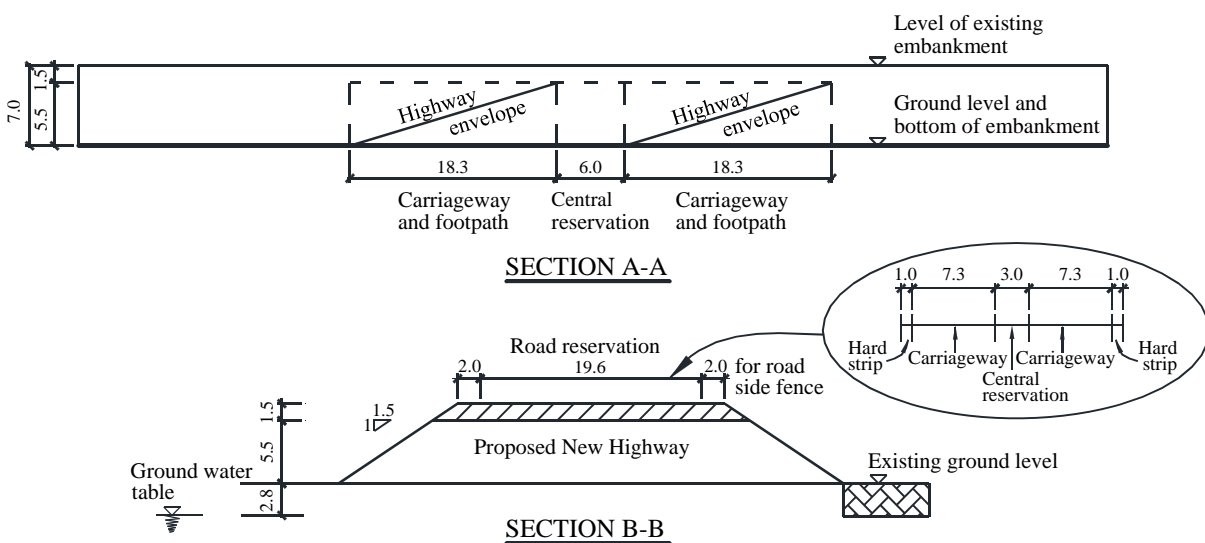 Level of existing
embankment
7.0
1.5
5.5
Highway
envelope
Highway
envelope
Ground level and
bottom of embankment
18.3
6.0
18.3
Carriageway
and footpath
Central
reservation
Carriageway
and footpath
SECTION A-A
1.0
7.3
3.0
7.3
1.0
Hard
strip
Carriageway
Carriageway
Hard
strip
Central
reservation
Road reservation
2.0
19.6
2.0
for road
side fence
1.5
1.5
1
5.5
Proposed New Highway
Ground water
table
2.8
Existing ground level
SECTION B-B